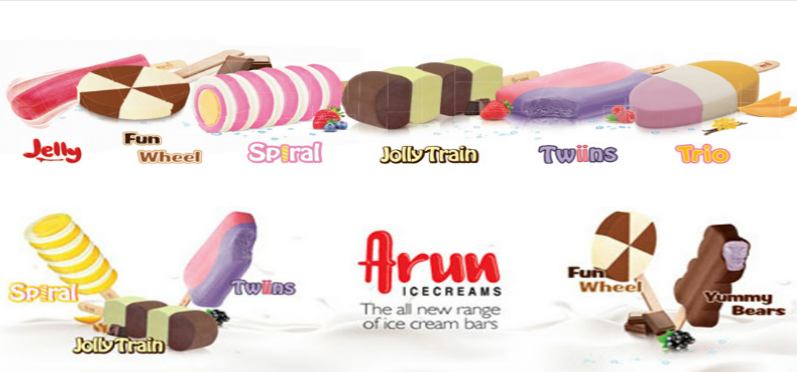 Jelly
Fun
Wheel
Spiral
Jolly Train
Twiins
Trio
Spiral
Twiins
Jolly Train
Arun
ICECREAMS
The all new range
of ice cream bars
Fun
Wheel
Yummy
Bears